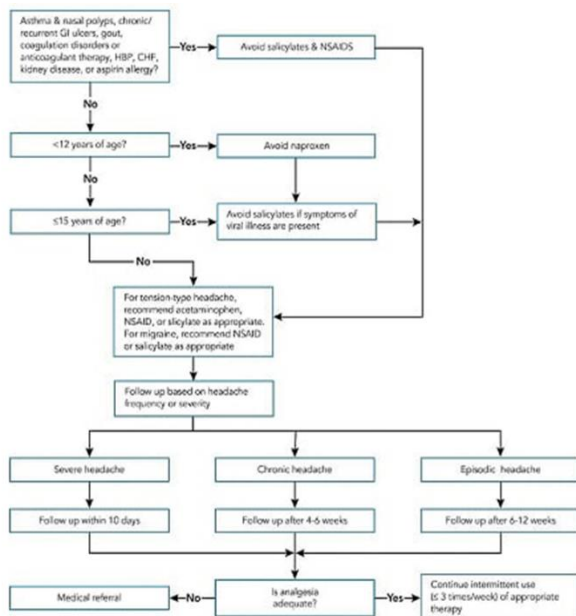 Asthma & nasal polyps, chronic/
recurrent GI ulcers, gout,
coagulation disorders or
anticoagulant therapy, HBP, CHF,
kidney disease, or aspirin allergy?
Yes
Avoid salicylates & NSAIDS
No
<12 years of age?
Yes
Avoid naproxen
No
≤15 years of age?
Yes
Avoid salicylates if symptoms of
viral illness are present
No
For tension-type headache,
recommend acetaminophen,
NSAID, or slicylate as appropriate.
For migraine, recommend NSAID
or salicylate as appropriate
Follow up based on headache
frequency or severity
Severe headache
Chronic headache
Episodic headache
Follow up within 10 days
Follow up after 4-6 weeks
Follow up after 6-12 weeks
Medical referral
No
Is analgesia
adequate?
Yes
Continue intermittent use
(≤ 3 times/week) of appropriate
therapy